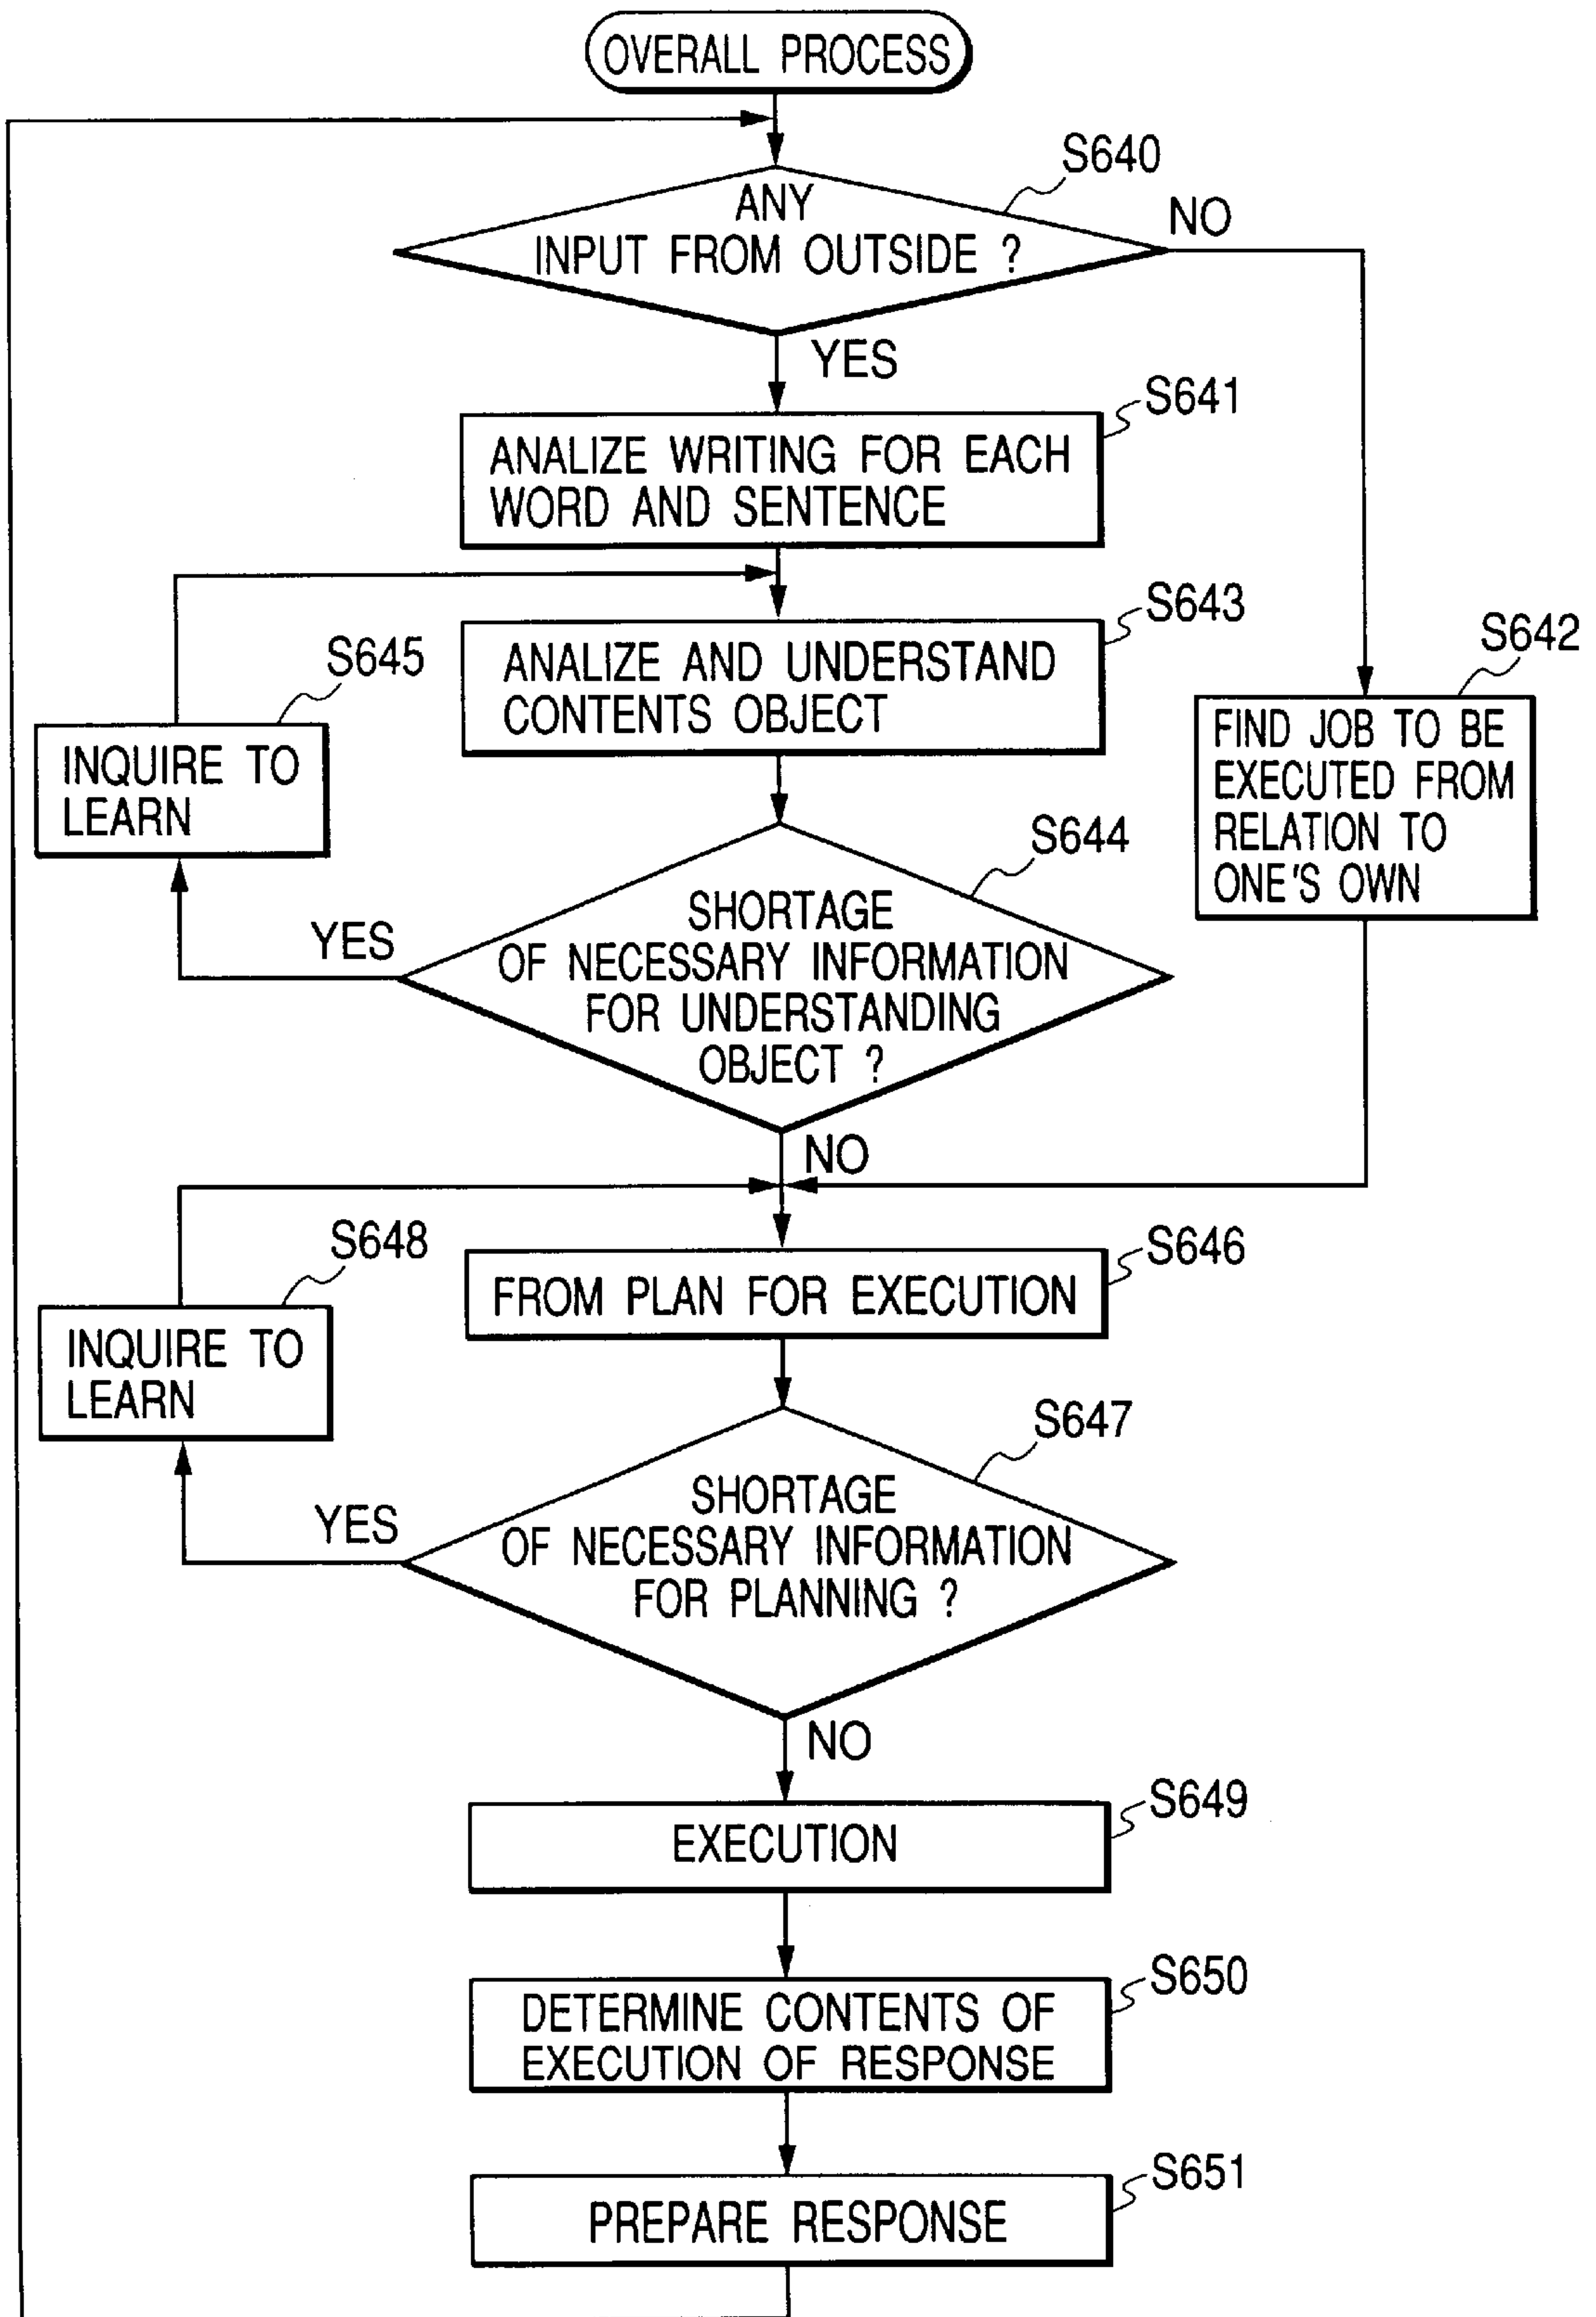 OVERALL PROCESS
S640
ANY
INPUT FROM OUTSIDE ?
NO
YES
S641
ANALIZE WRITING FOR EACH
WORD AND SENTENCE
S643
ANALIZE AND UNDERSTAND
CONTENTS OBJECT
S645
INQUIRE TO
LEARN
S642
FIND JOB TO BE
EXECUTED FROM
RELATION TO
ONE'S OWN
S644
SHORTAGE
OF NECESSARY INFORMATION
FOR UNDERSTANDING
OBJECT ?
YES
NO
S646
FROM PLAN FOR EXECUTION
S648
INQUIRE TO
LEARN
S647
SHORTAGE
OF NECESSARY INFORMATION
FOR PLANNING ?
YES
NO
S649
EXECUTION
S650
DETERMINE CONTENTS OF
EXECUTION OF RESPONSE
S651
PREPARE RESPONSE